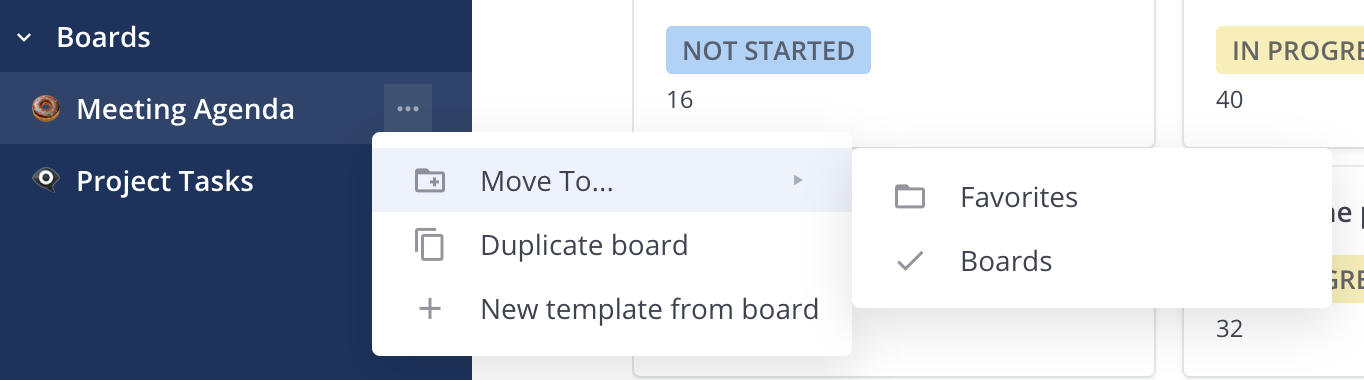 Boards
Meeting Agenda
Project Tasks
Move To...
Duplicate board
New template from board
Favorites
Boards
NOT STARTED
16
IN PROGRE
40
32